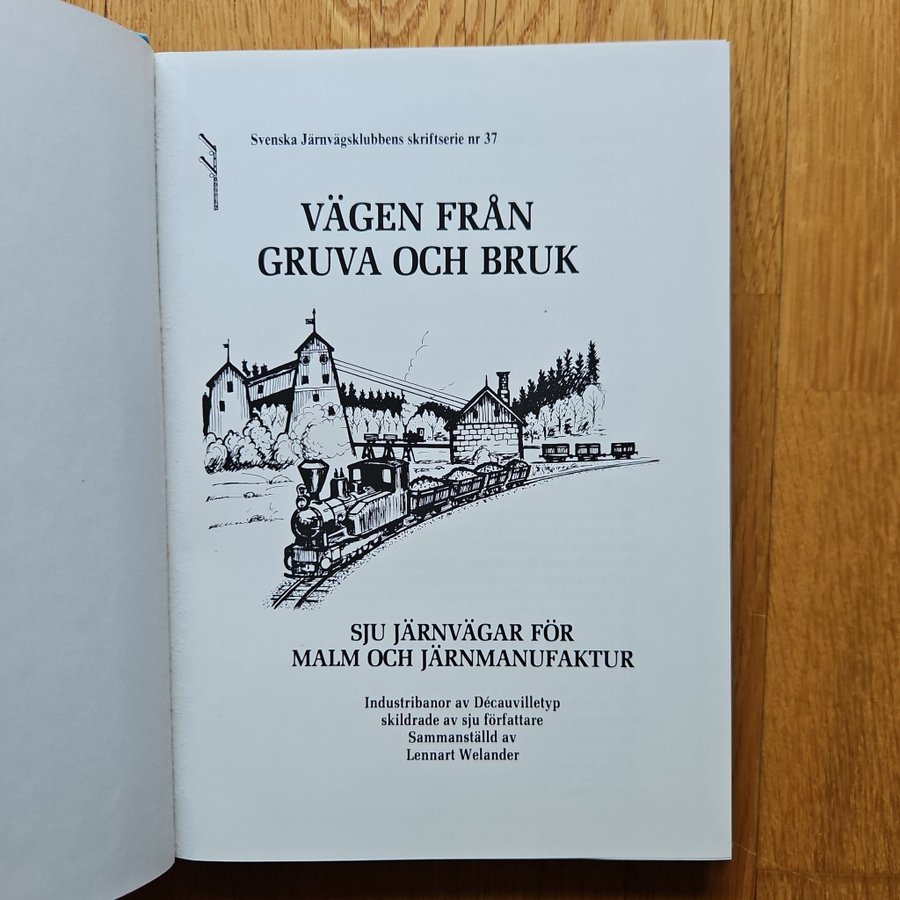 Svenska Järnvägsklubbens skriftserie nr 37
VÄGEN FRÅN
GRUVA OCH BRUK
SJU JÄRNVÄGAR FÖR
MALM OCH JÄRNMANUFAKTUR
Industribanor av Décauvilletyp
skildrade av sju författare
Sammanställd av
Lennart Welander